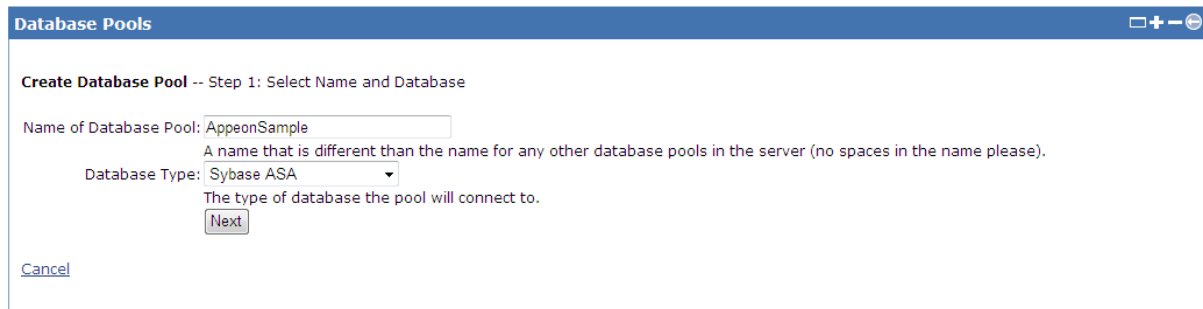 Database Pools
Create Database Pool -- Step 1: Select Name and Database
Name of Database Pool: AppeonSample
A name that is different than the name for any other database pools in the server (no spaces in the name please).
Database Type: Sybase ASA
The type of database the pool will connect to.
Next
Cancel